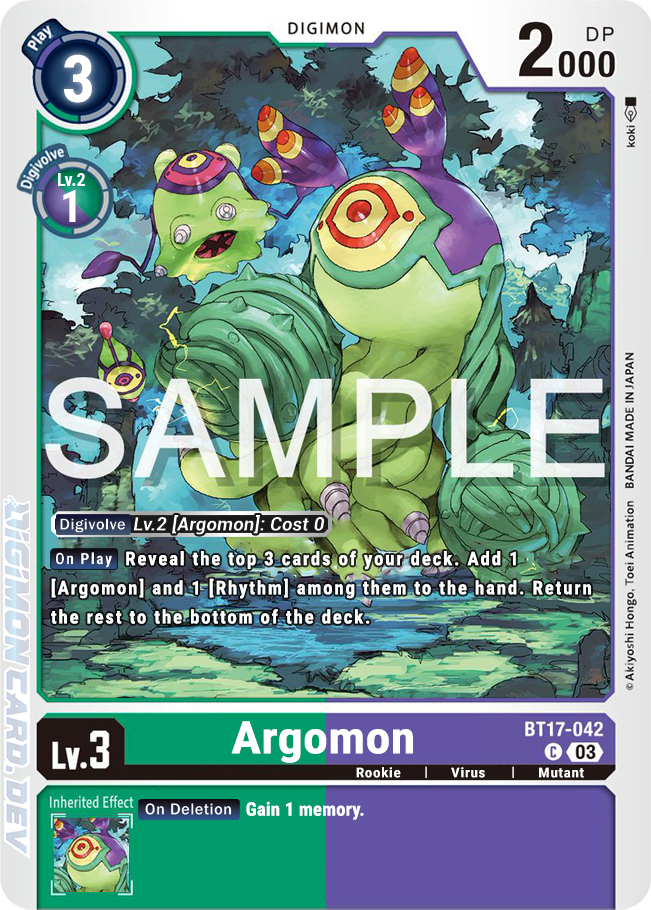 DIGIMON
Play
3
DP
2000
koki
Digivolve
Lv.2
1
SAMPLE
Digivolve Lv.2 [Argomon]: Cost 0
On Play Reveal the top 3 cards of your deck. Add 1
[Argomon] and 1 [Rhythm] among them to the hand. Return
the rest to the bottom of the deck.
© Akiyoshi Hongo, Toei Animation BANDAI MADE IN JAPAN
DIGIMONCARD.DEV
Lv.3
Argomon
BT17-042
C 03
Rookie | Virus | Mutant
Inherited Effect
On Deletion Gain 1 memory.